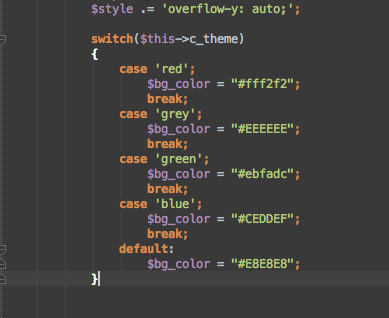 $style .= 'overflow-y: auto;';
switch($this->c_theme)
{
case 'red';
$bg_color = "#fff2f2";
break;
case 'grey';
$bg_color = "#EEEEEE";
break;
case 'green';
$bg_color = "#ebfadc";
break;
case 'blue';
$bg_color = "#CEDDEF";
break;
default:
$bg_color = "#E8E8E8";
}